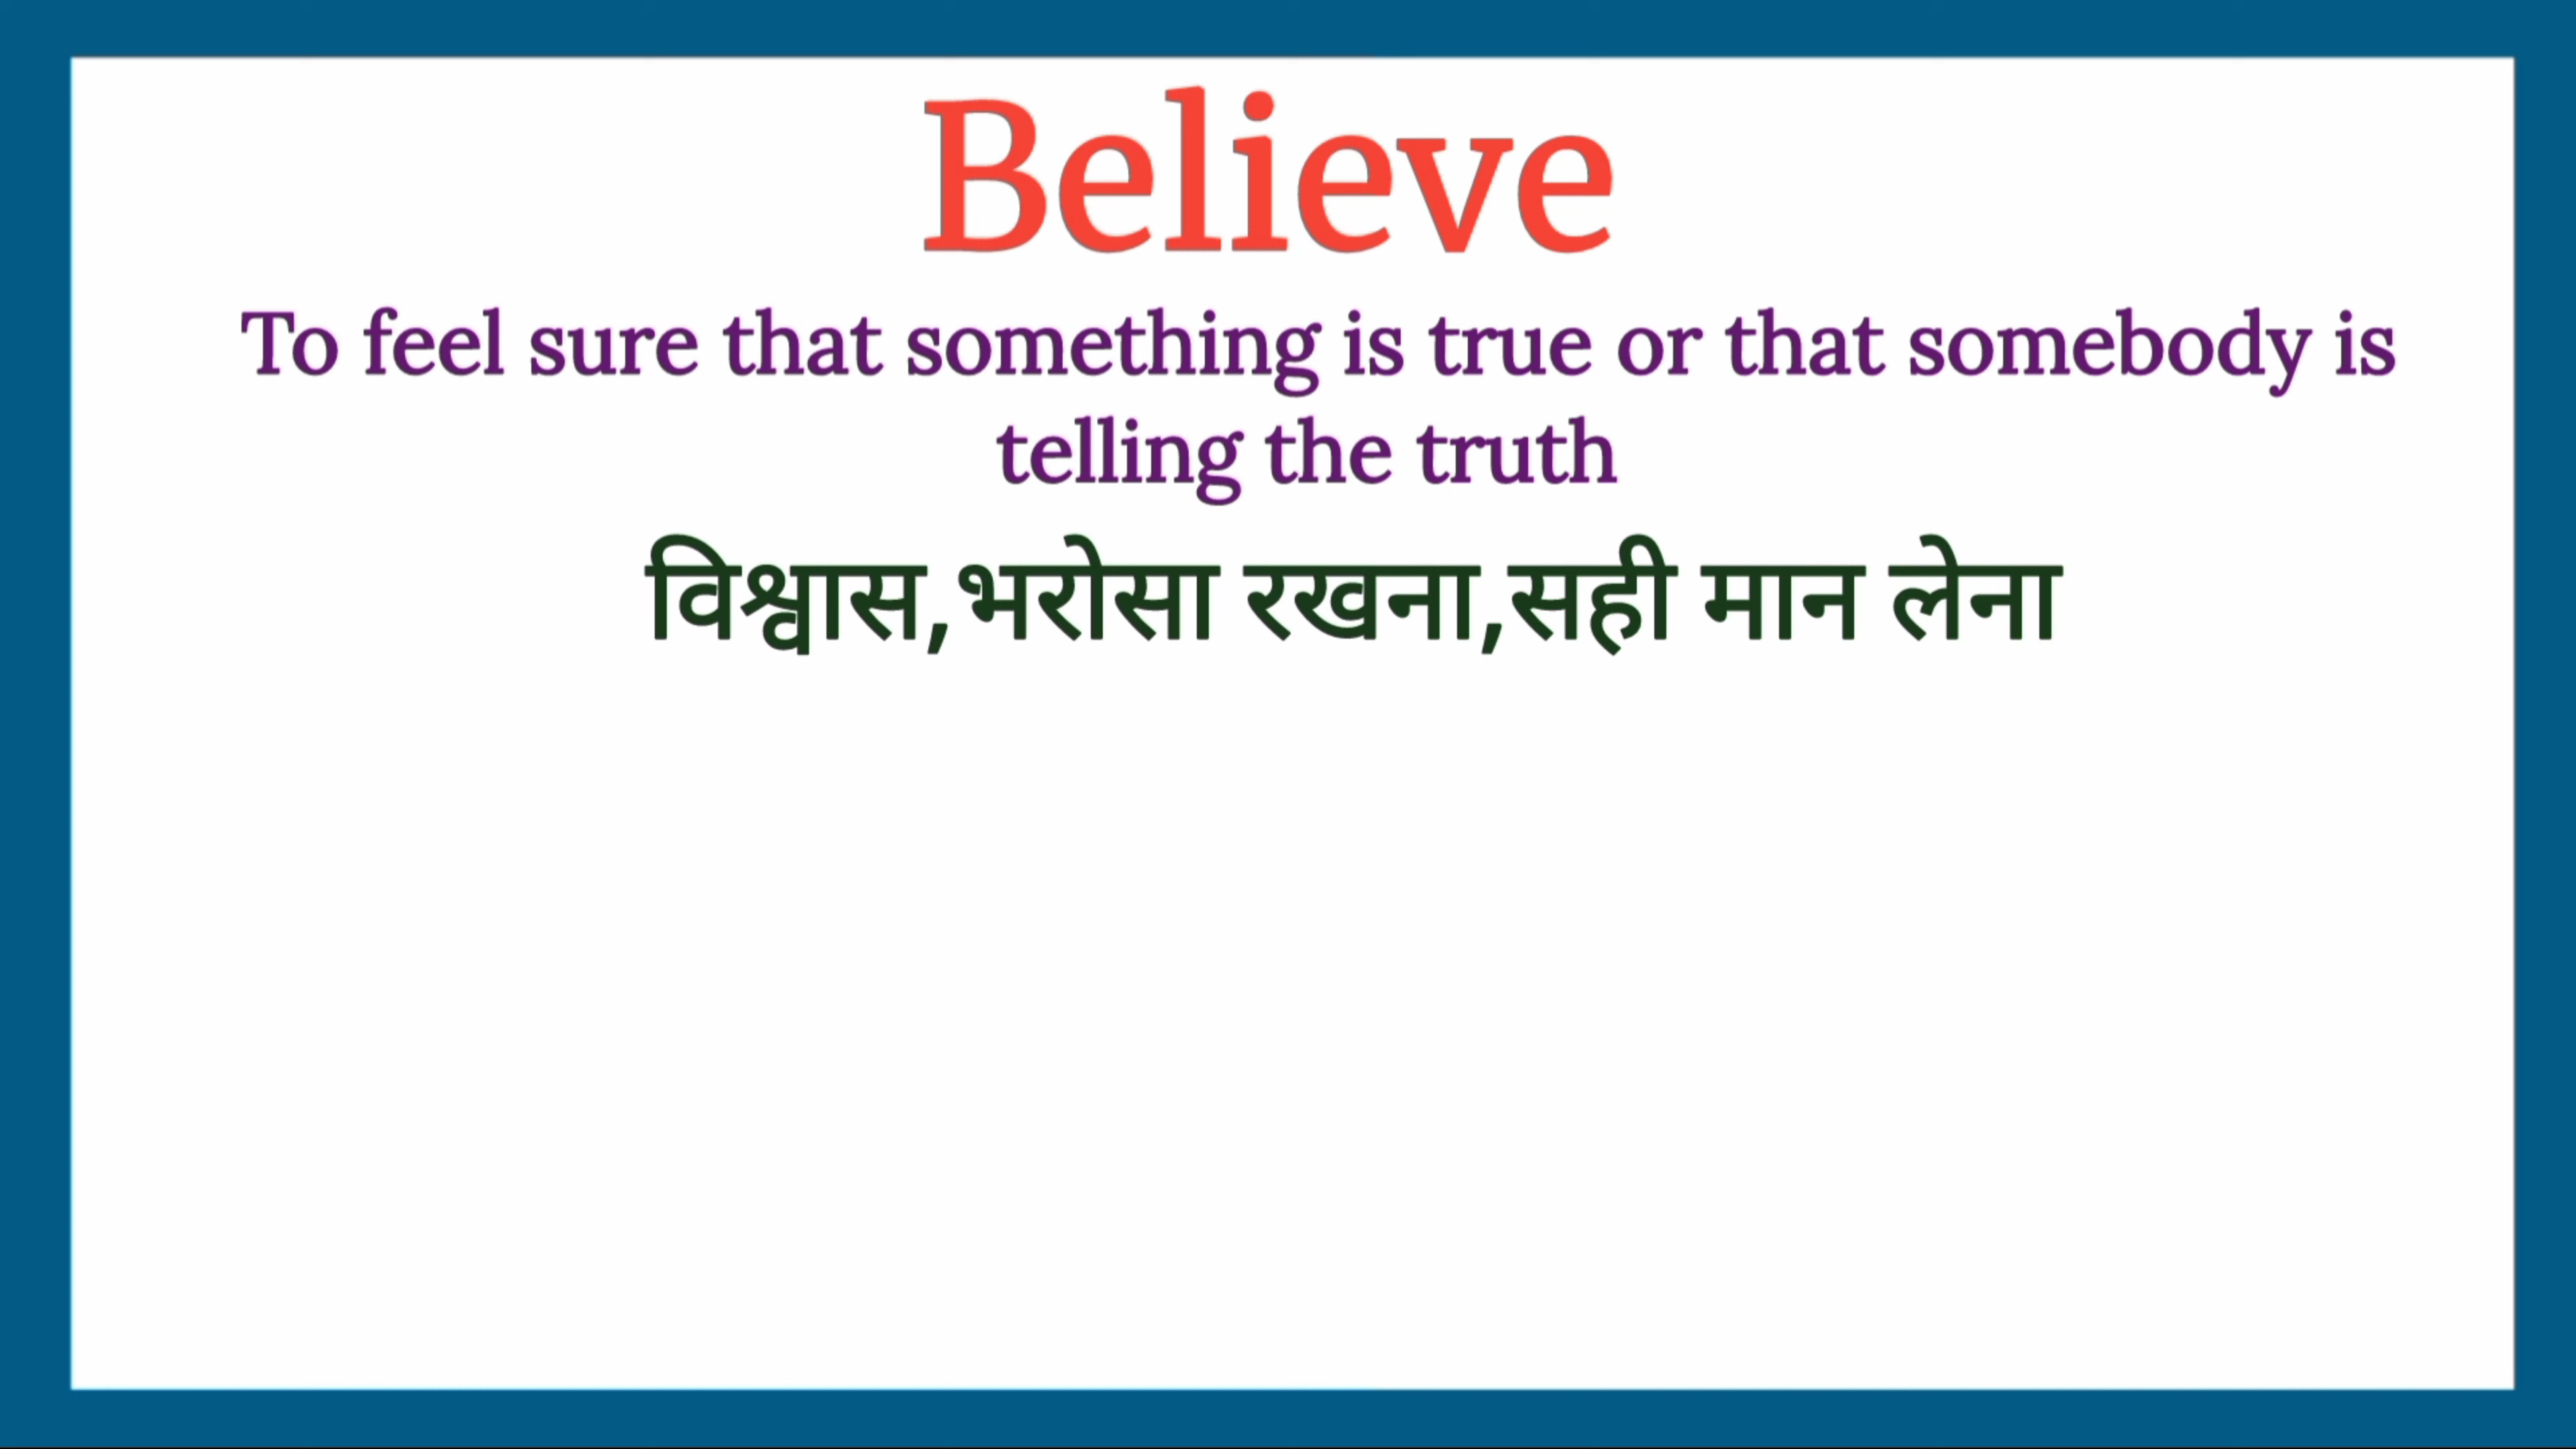 Believe
To feel sure that something is true or that somebody is
telling the truth
विश्वास,भरोसा रखना,सही मान लेना